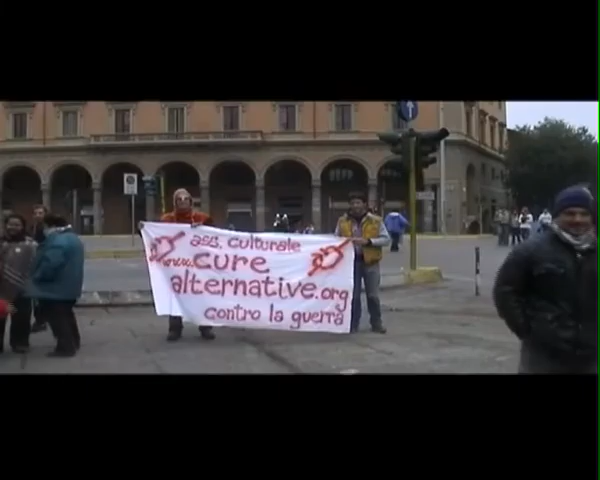 ass. culturale
www.cure
alternative.org
contro la guerra